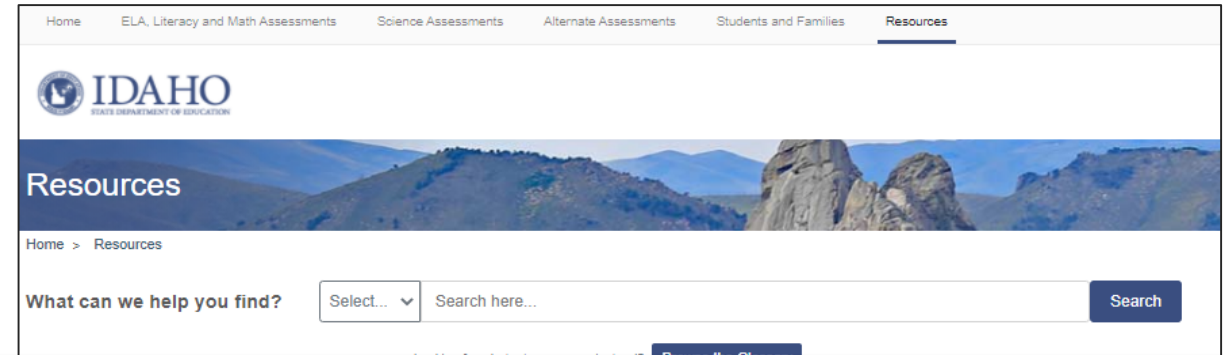 Home ELA, Literacy and Math Assessments Science Assessments Alternate Assessments Students and Families Resources
IDAHO
STATE DEPARTMENT OF EDUCATION
Resources
Home > Resources
What can we help you find? Select... Search here... Search